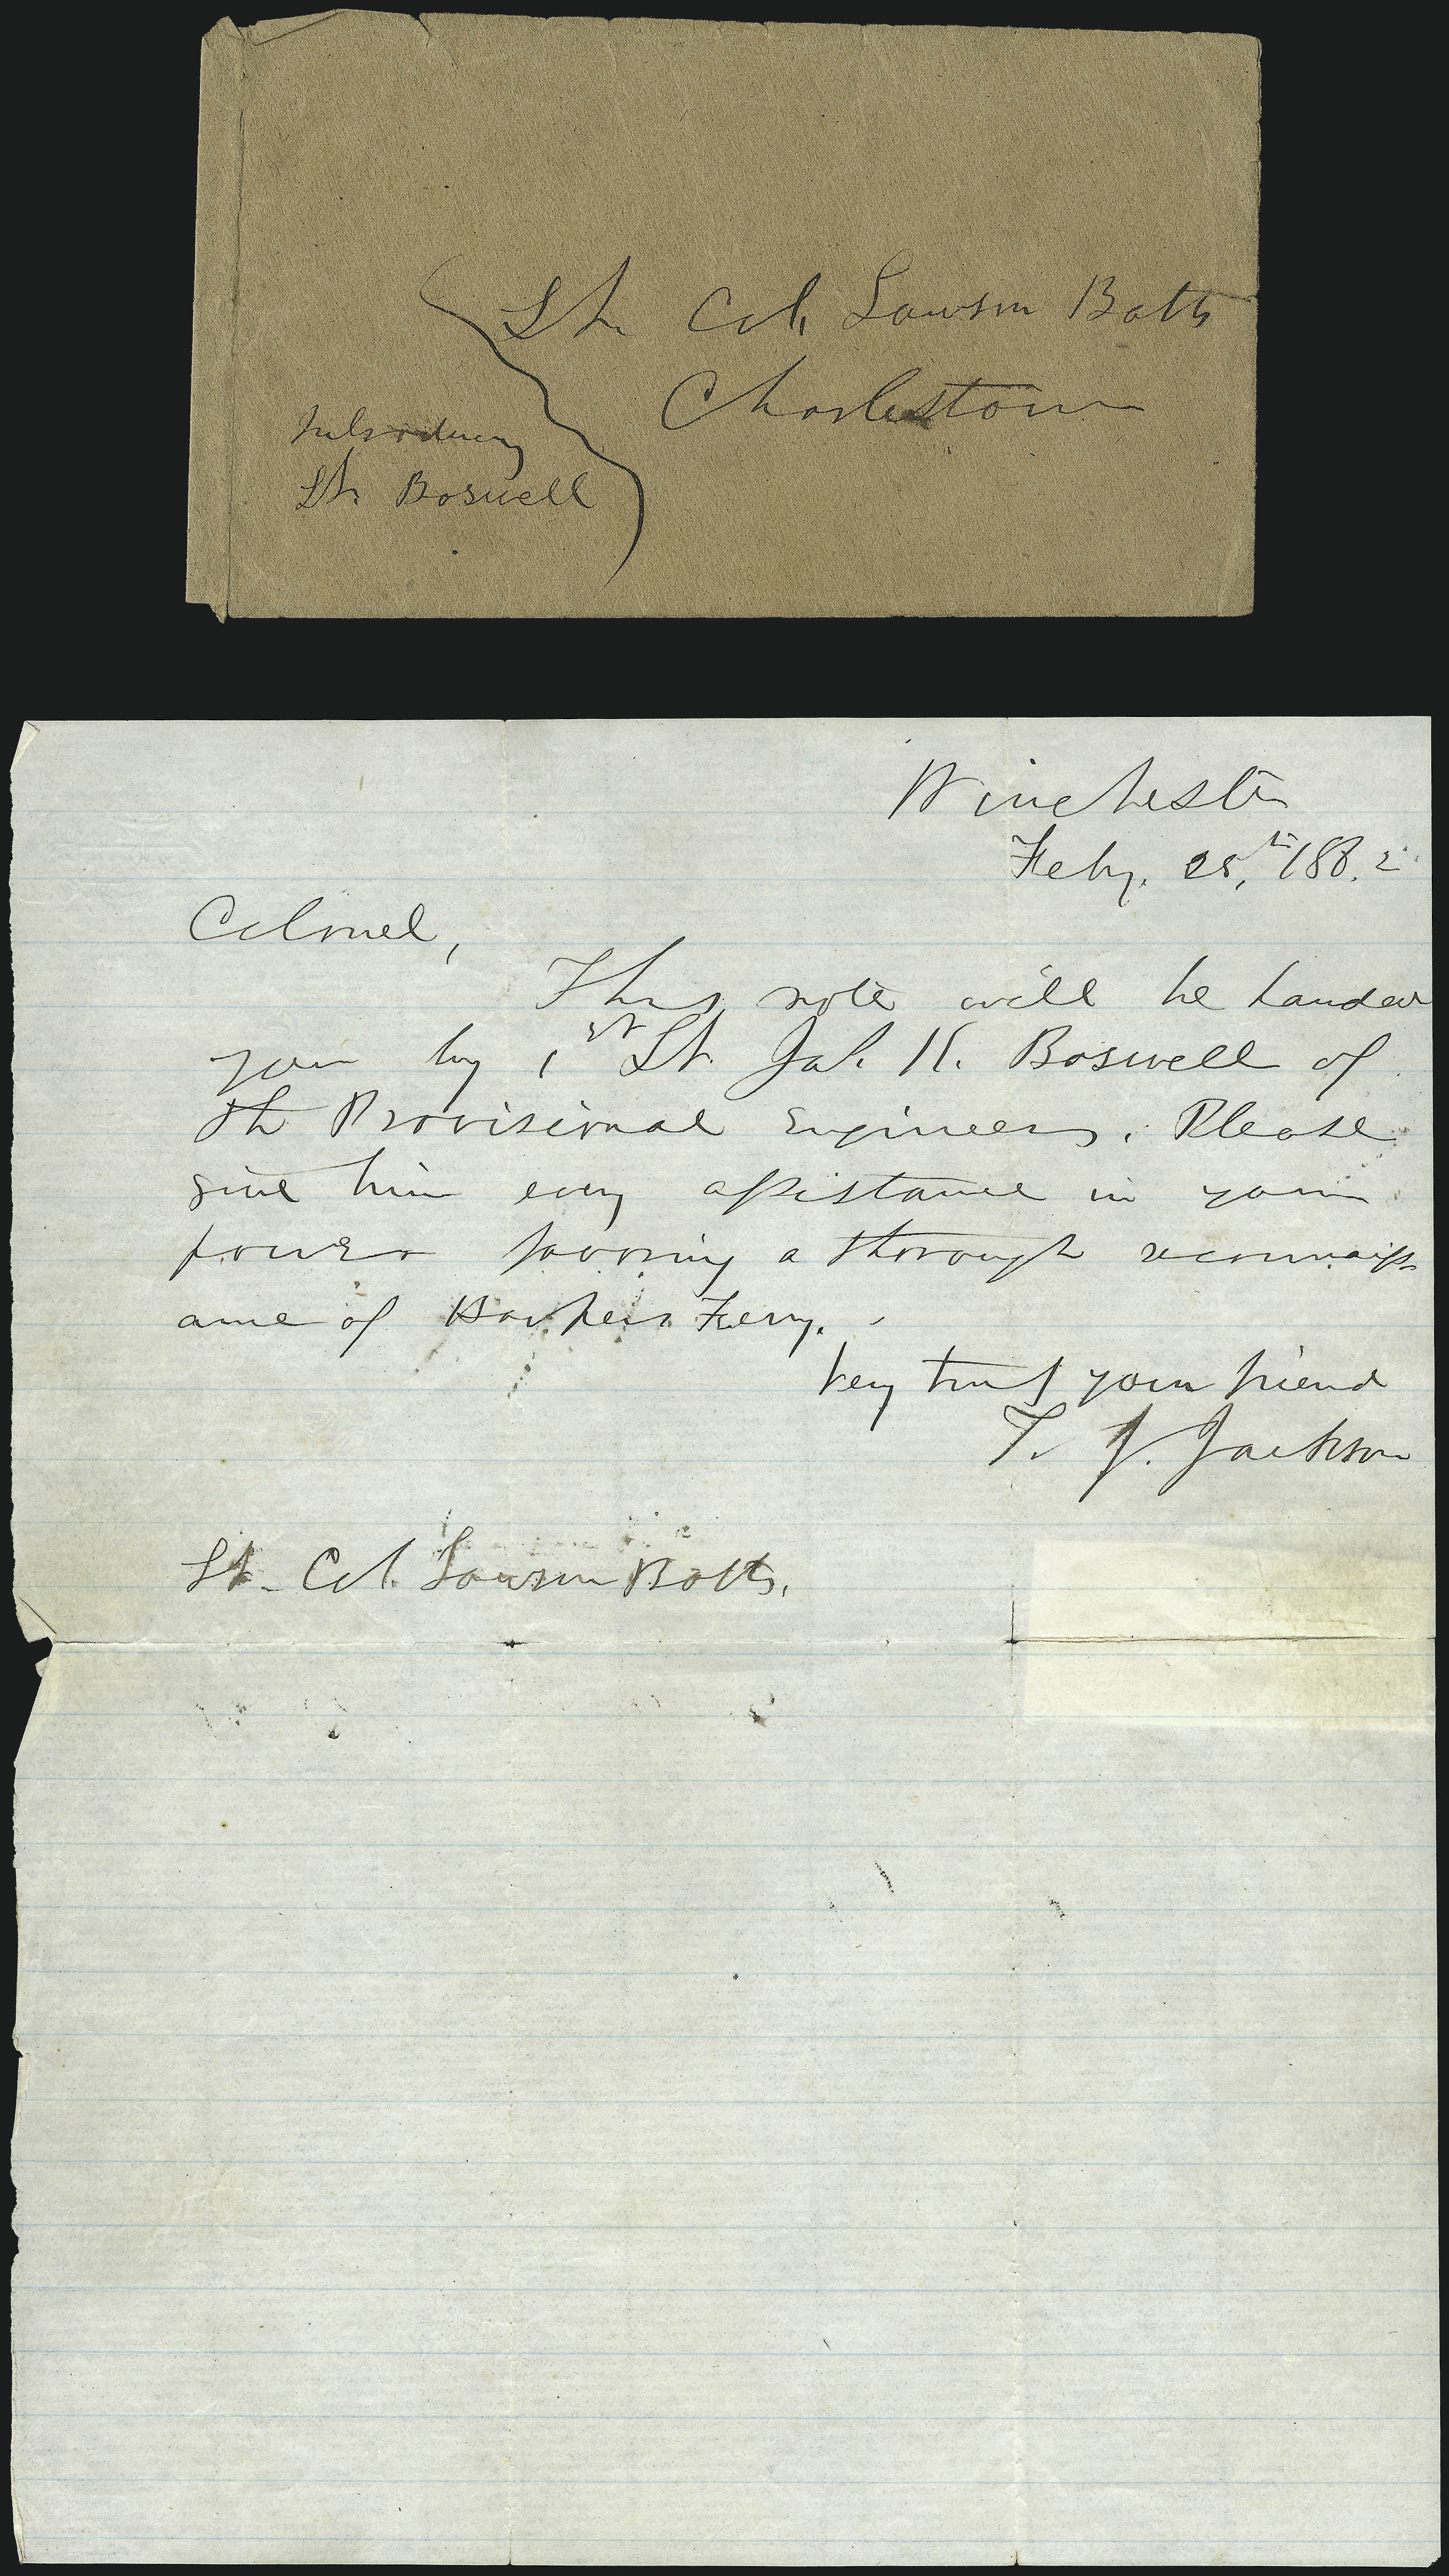 Lt. Col. Lawson Botts
Charlestown
Introducing
Lt. Boswell
Winchester
Feby. 25th, 1862
Colonel,
This note will be handed
you by 1st Lt. Jas. K. Boswell of
the Provisional Engineers. Please
give him every assistance in your
power favoring a thorough reconnaiss-
ance of Harpers Ferry.
Very truly your friend
T. J. Jackson
Lt. Col. Lawson Botts.